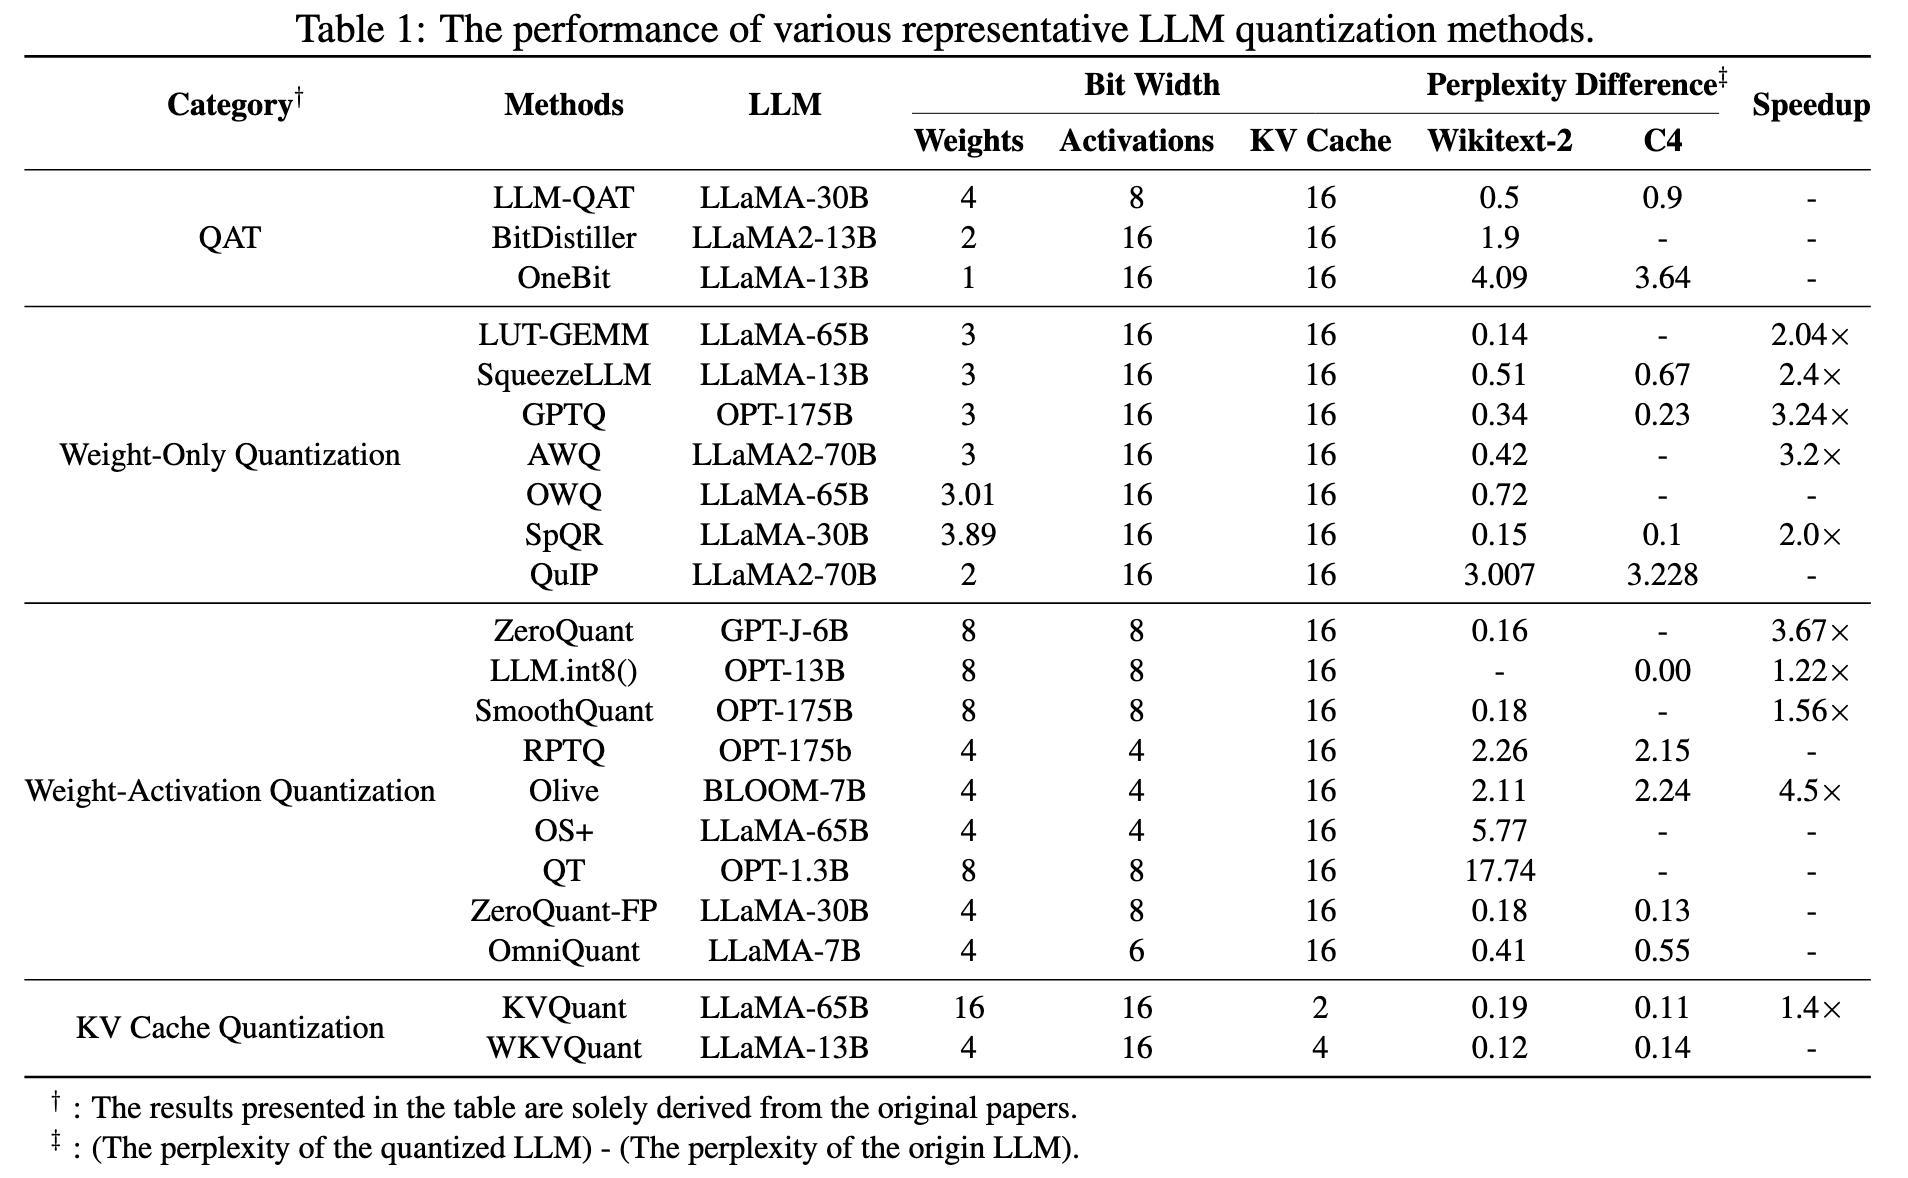 Table 1: The performance of various representative LLM quantization methods.
Category† Methods LLM Bit Width Perplexity Difference‡ Speedup
Weights Activations KV Cache Wikitext-2 C4
QAT
LLM-QAT LLaMA-30B 4 8 16 0.5 0.9 -
BitDistiller LLaMA2-13B 2 16 16 1.9 - -
OneBit LLaMA-13B 1 16 16 4.09 3.64 -
Weight-Only Quantization
LUT-GEMM LLaMA-65B 3 16 16 0.14 - 2.04×
SqueezeLLM LLaMA-13B 3 16 16 0.51 0.67 2.4×
GPTQ OPT-175B 3 16 16 0.34 0.23 3.24×
AWQ LLaMA2-70B 3 16 16 0.42 - 3.2×
OWQ LLaMA-65B 3.01 16 16 0.72 - -
SpQR LLaMA-30B 3.89 16 16 0.15 0.1 2.0×
QuIP LLaMA2-70B 2 16 16 3.007 3.228 -
Weight-Activation Quantization
ZeroQuant GPT-J-6B 8 8 16 0.16 - 3.67×
LLM.int8() OPT-13B 8 8 16 - 0.00 1.22×
SmoothQuant OPT-175B 8 8 16 0.18 - 1.56×
RPTQ OPT-175b 4 4 16 2.26 2.15 -
Olive BLOOM-7B 4 4 16 2.11 2.24 4.5×
OS+ LLaMA-65B 4 4 16 5.77 - -
QT OPT-1.3B 8 8 16 17.74 - -
ZeroQuant-FP LLaMA-30B 4 8 16 0.18 0.13 -
OmniQuant LLaMA-7B 4 6 16 0.41 0.55 -
KV Cache Quantization
KVQuant LLaMA-65B 16 16 2 0.19 0.11 1.4×
WKVQuant LLaMA-13B 4 16 4 0.12 0.14 -
† : The results presented in the table are solely derived from the original papers.
‡ : (The perplexity of the quantized LLM) - (The perplexity of the origin LLM).